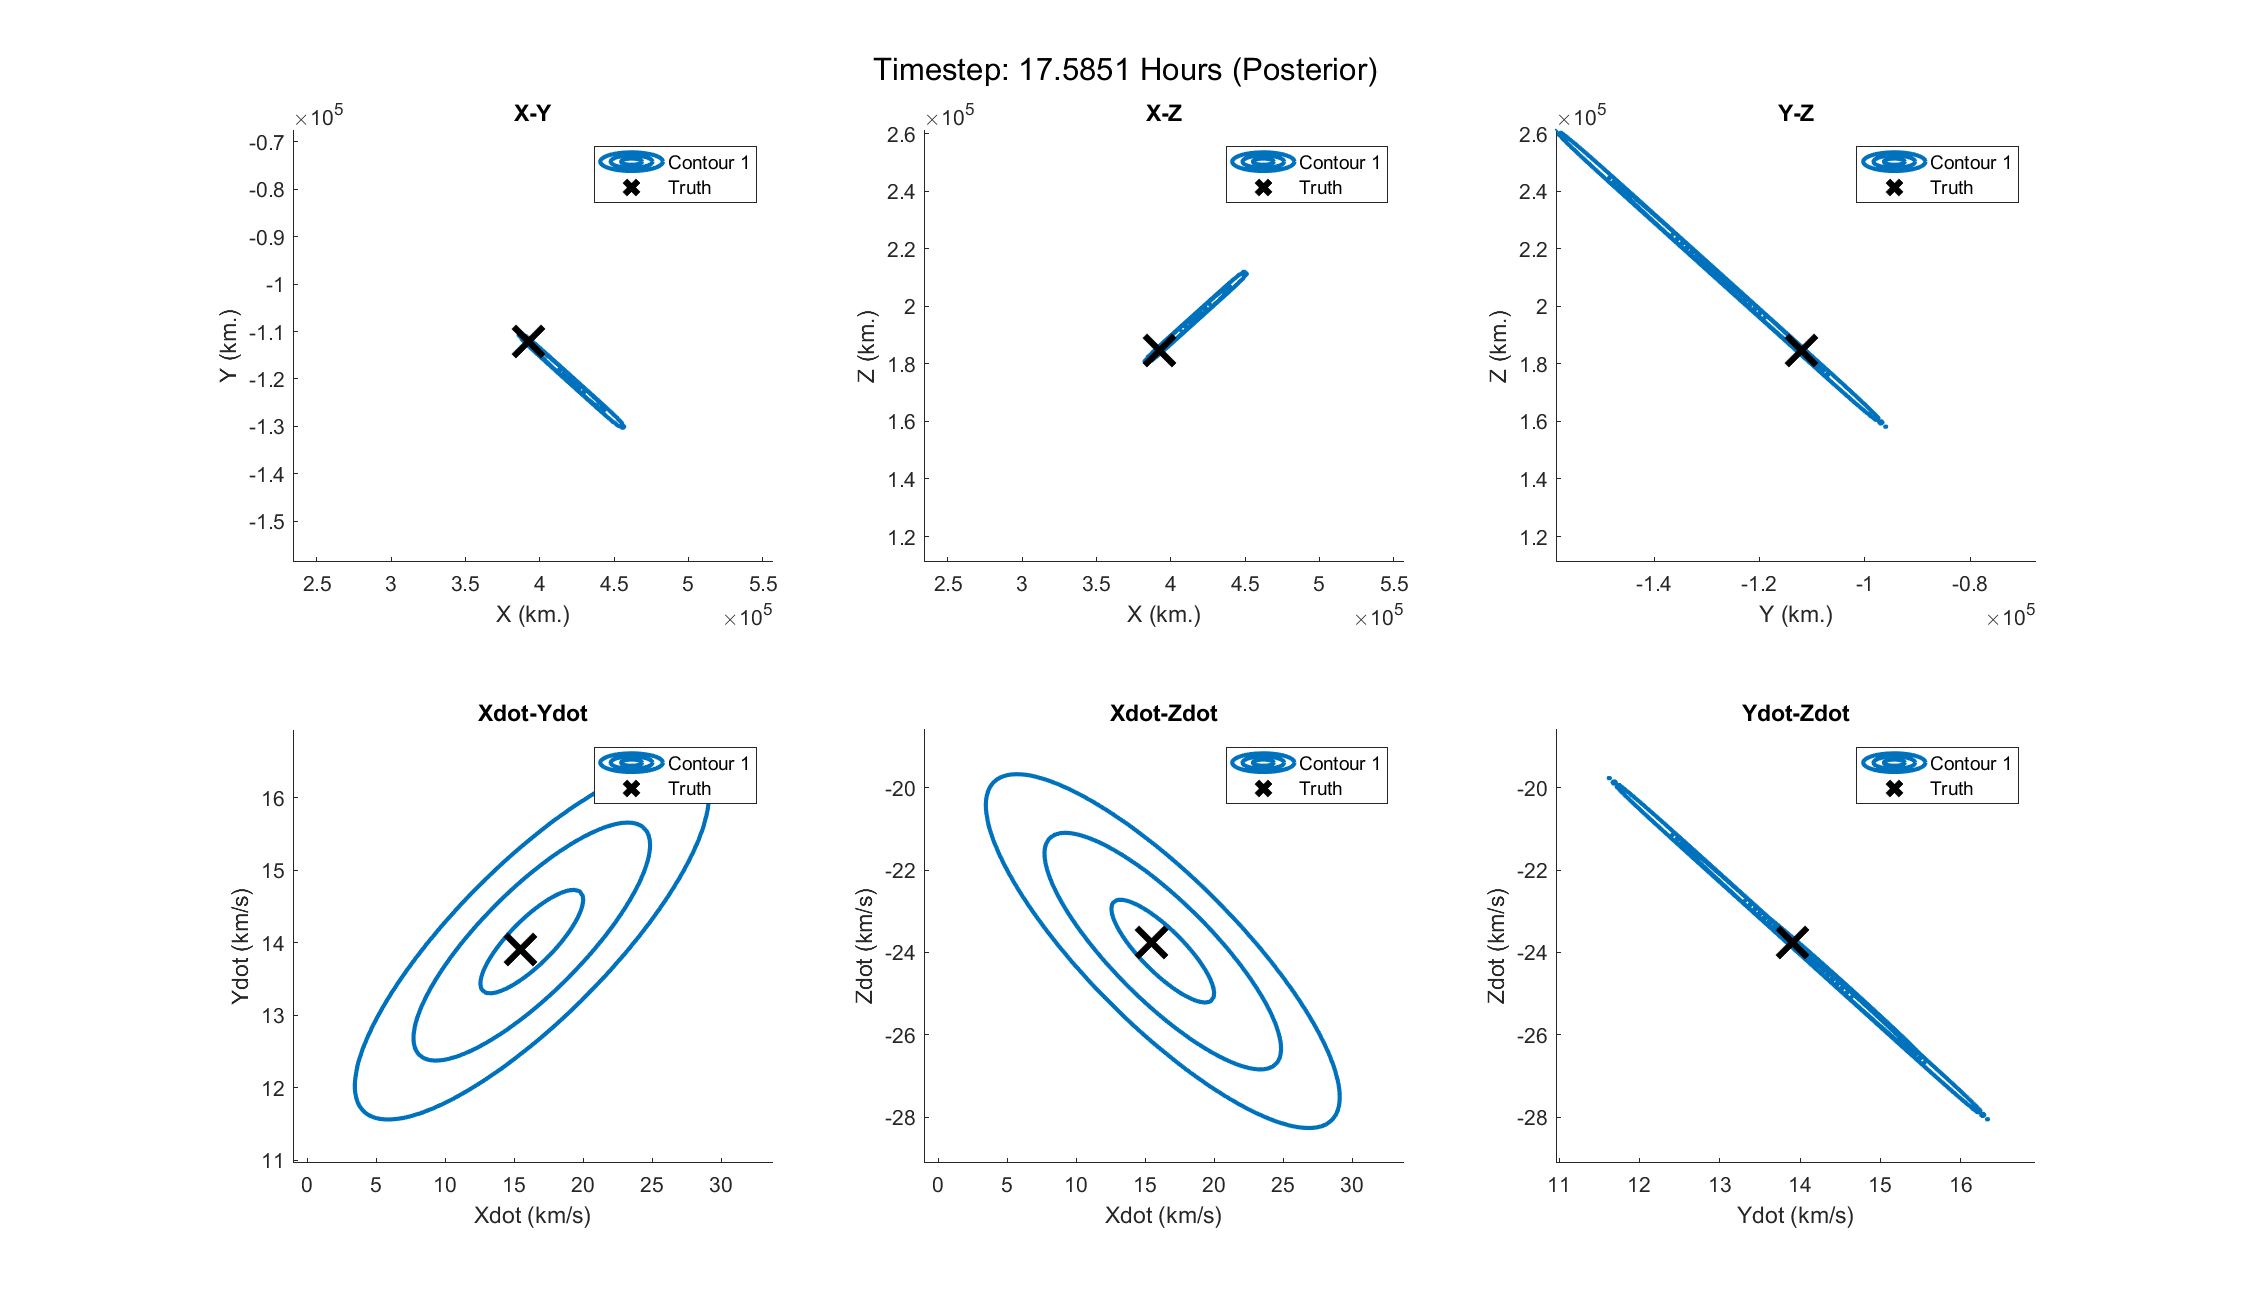 Timestep: 17.5851 Hours (Posterior)
X-Y
×10^5
-0.7
-0.8
-0.9
-1
-1.1
-1.2
-1.3
-1.4
-1.5
Y (km.)
2.5 3 3.5 4 4.5 5 5.5
X (km.)
×10^5
Contour 1
Truth
X-Z
×10^5
2.6
2.4
2.2
2
1.8
1.6
1.4
1.2
Z (km.)
2.5 3 3.5 4 4.5 5 5.5
X (km.)
×10^5
Contour 1
Truth
Y-Z
×10^5
2.6
2.4
2.2
2
1.8
1.6
1.4
1.2
Z (km.)
-1.4 -1.2 -1 -0.8
Y (km.)
×10^5
Contour 1
Truth
Xdot-Ydot
16
15
14
13
12
11
Ydot (km/s)
0 5 10 15 20 25 30
Xdot (km/s)
Contour 1
Truth
Xdot-Zdot
-20
-22
-24
-26
-28
Zdot (km/s)
0 5 10 15 20 25 30
Xdot (km/s)
Contour 1
Truth
Ydot-Zdot
-20
-22
-24
-26
-28
Zdot (km/s)
11 12 13 14 15 16
Ydot (km/s)
Contour 1
Truth